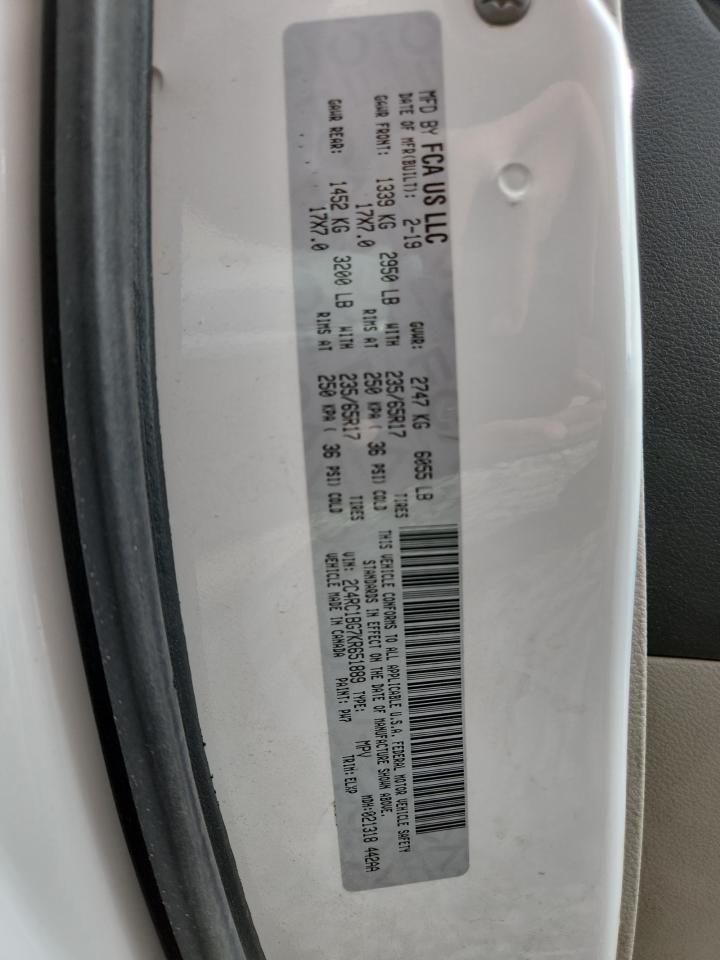 MFD BY FCA US LLC
DATE OF MFR(BUILT): 2-19 GVWR: 2747 KG 6055 LB
GAWR FRONT: 1339 KG 2950 LB WITH 235/65R17 TIRES
17X7.0 RIMS AT 250 KPA ( 36 PSI) COLD
GAWR REAR: 1452 KG 3200 LB WITH 235/65R17 TIRES
17X7.0 RIMS AT 250 KPA ( 36 PSI) COLD
THIS VEHICLE CONFORMS TO ALL APPLICABLE U.S.A. FEDERAL MOTOR VEHICLE SAFETY
STANDARDS IN EFFECT ON THE DATE OF MANUFACTURE SHOWN ABOVE.
VIN: 2C4RC1BG7KR651889 TYPE: MPV MDH:021318 442AA
VEHICLE MADE IN CANADA PAINT: PW7 TRIM:ELXP